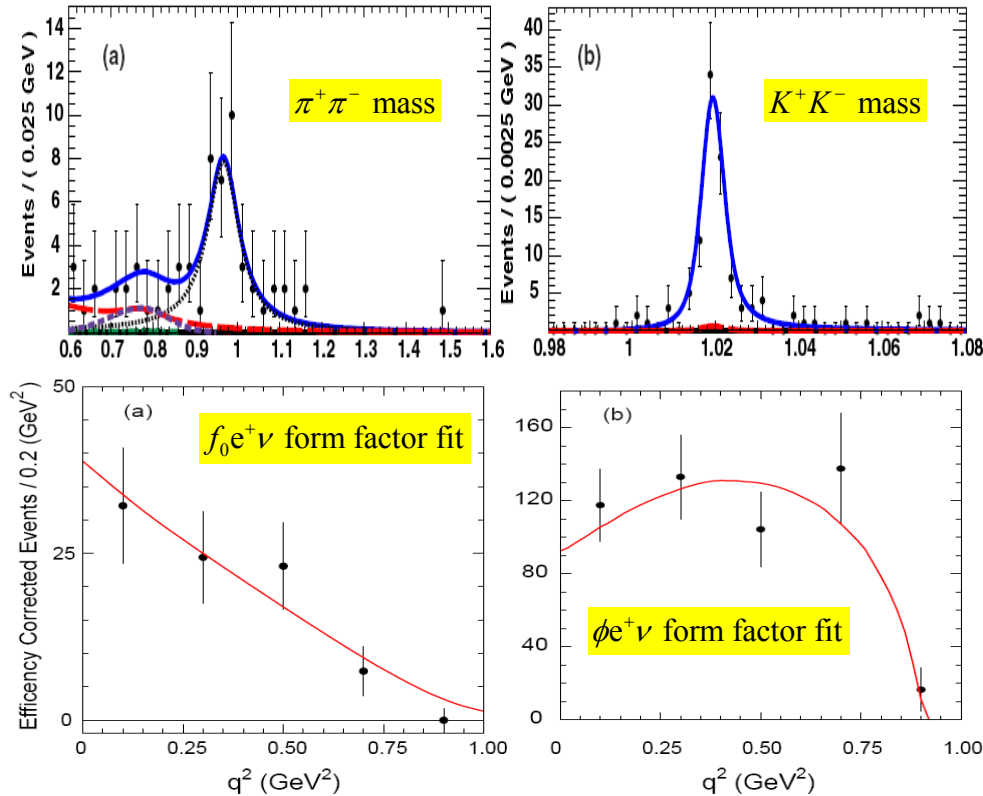 (a)
π⁺π⁻ mass
Events / ( 0.025 GeV )
14
12
10
8
6
4
2
0.6 0.7 0.8 0.9 1 1.1 1.2 1.3 1.4 1.5 1.6
(b)
K⁺K⁻ mass
Events / ( 0.0025 GeV )
40
35
30
25
20
15
10
5
0
0.98 1 1.02 1.04 1.06 1.08
(a)
f₀e⁺ν form factor fit
Efficency Corrected Events / 0.2 (GeV²)
50
25
0
0 0.25 0.50 0.75 1.00
q² (GeV²)
(b)
ϕe⁺ν form factor fit
160
120
80
40
0
0 0.25 0.50 0.75 1.00
q² (GeV²)